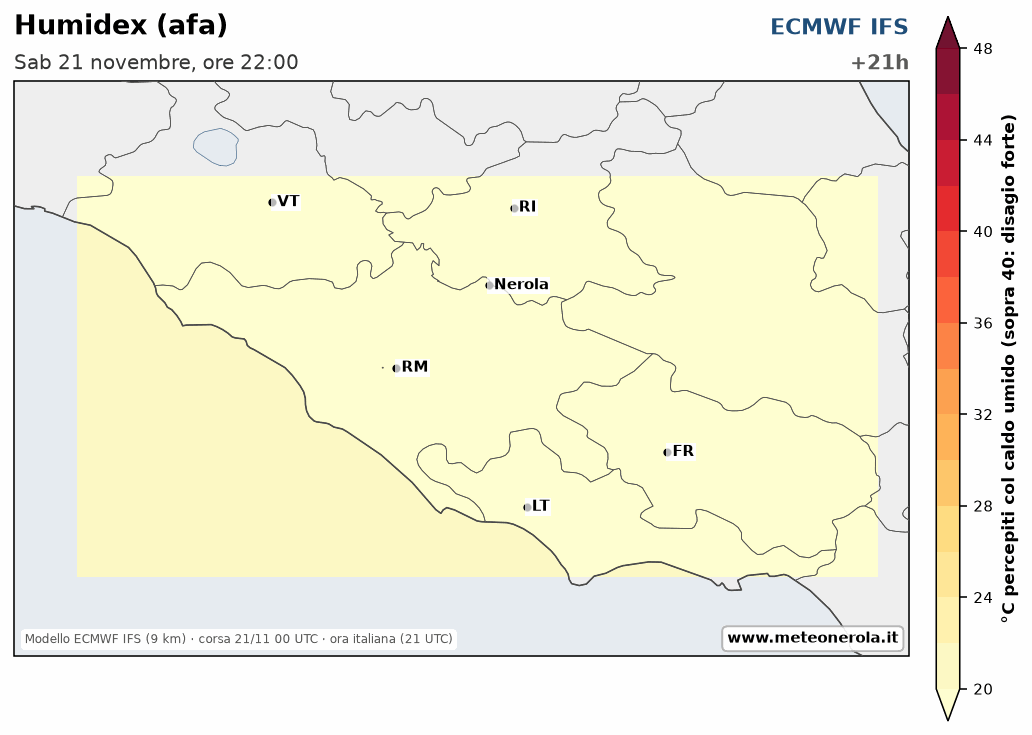 Humidex (afa)
ECMWF IFS
Sab 21 novembre, ore 22:00
+21h
48
44
40
36
32
28
24
20
°C percepiti col caldo umido (sopra 40: disagio forte)
VT
RI
Nerola
RM
FR
LT
Modello ECMWF IFS (9 km) · corsa 21/11 00 UTC · ora italiana (21 UTC)
www.meteonerola.it